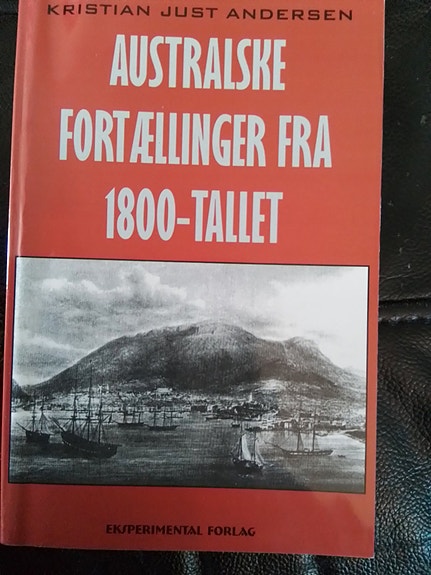 KRISTIAN JUST ANDERSEN
AUSTRALSKE
FORTÆLLINGER FRA
1800-TALLET
EKSPERIMENTAL FORLAG